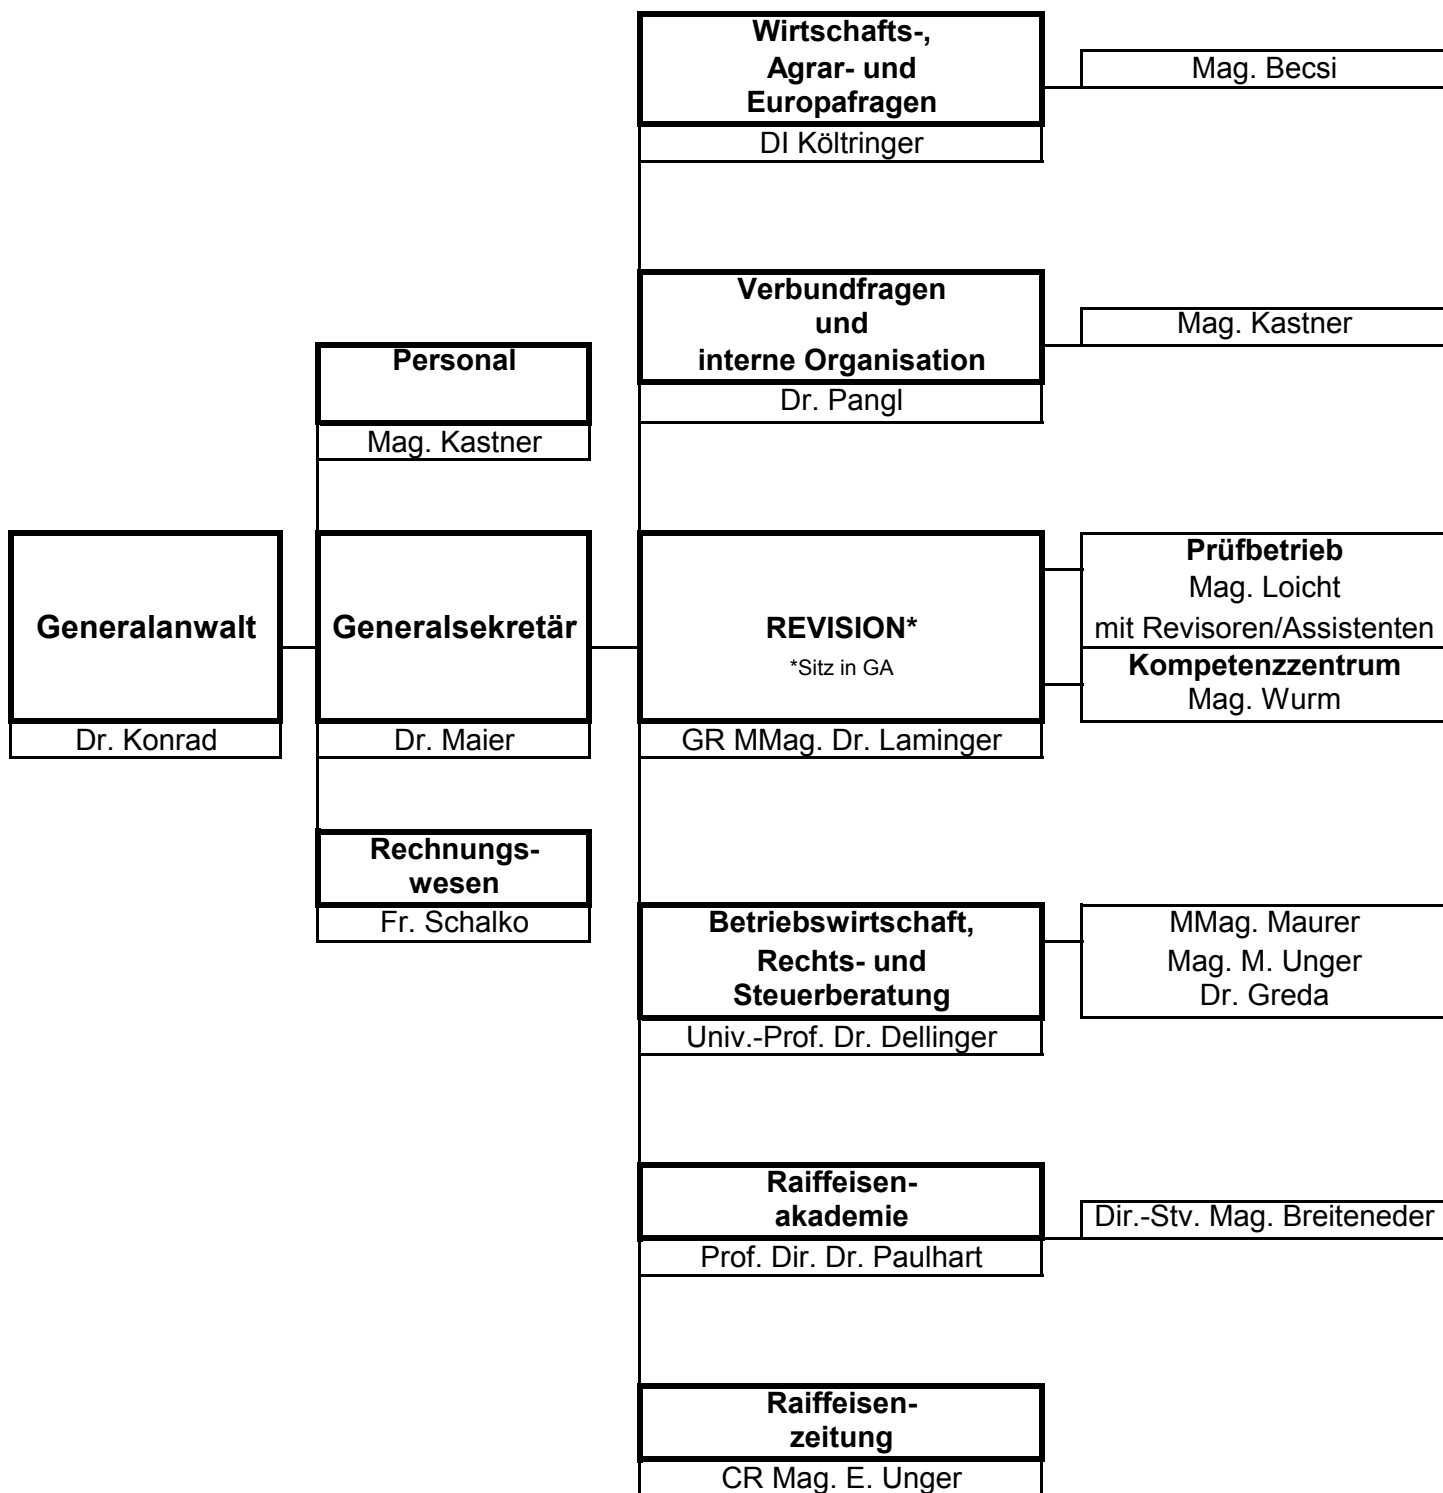 Wirtschafts-,
Agrar- und
Europafragen
DI Költringer
Mag. Becsi
Verbundfragen
und
interne Organisation
Dr. Pangl
Mag. Kastner
Personal
Mag. Kastner
Generalanwalt
Dr. Konrad
Generalsekretär
Dr. Maier
REVISION*
*Sitz in GA
GR MMag. Dr. Laminger
Prüfbetrieb
Mag. Loicht
mit Revisoren/Assistenten
Kompetenzzentrum
Mag. Wurm
Rechnungs-
wesen
Fr. Schalko
Betriebswirtschaft,
Rechts- und
Steuerberatung
Univ.-Prof. Dr. Dellinger
MMag. Maurer
Mag. M. Unger
Dr. Greda
Raiffeisen-
akademie
Prof. Dir. Dr. Paulhart
Dir.-Stv. Mag. Breiteneder
Raiffeisen-
zeitung
CR Mag. E. Unger